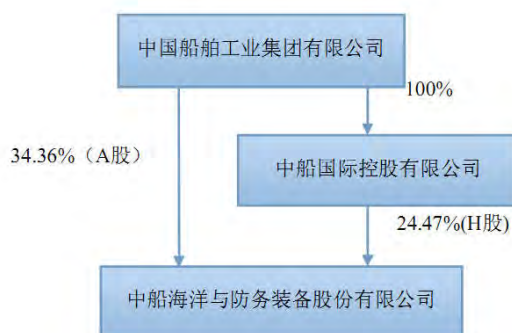 中国船舶工业集团有限公司
100%
34.36%（A股）
中船国际控股有限公司
24.47%(H股)
中船海洋与防务装备股份有限公司